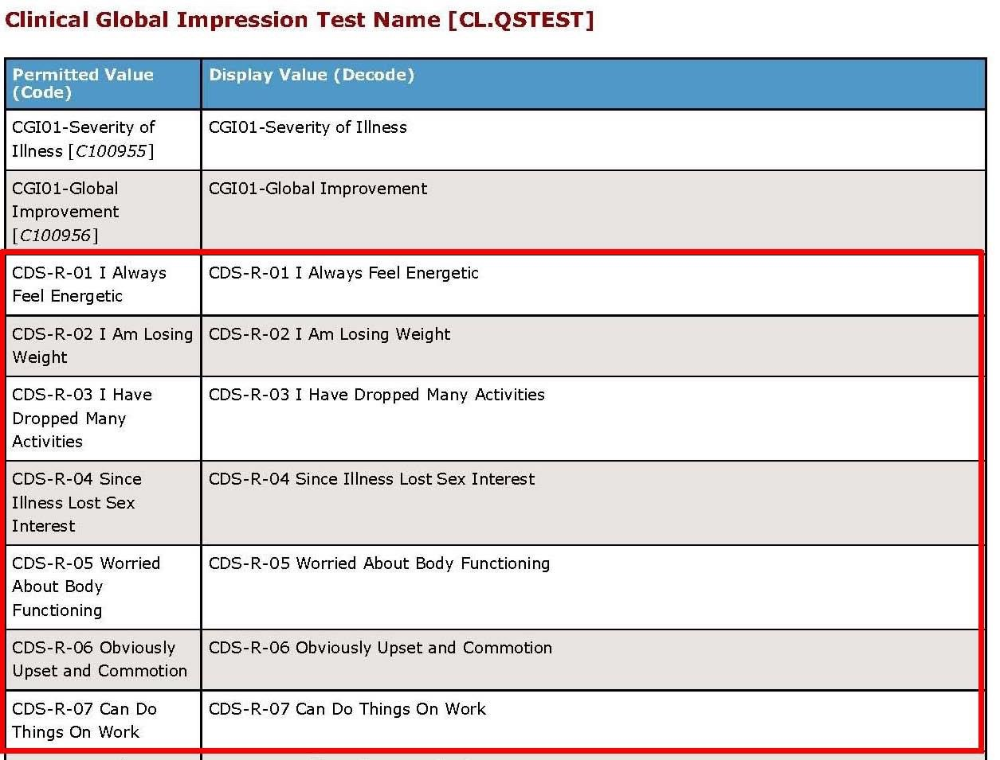 Clinical Global Impression Test Name [CL.QSTEST]
Permitted Value
(Code)
Display Value (Decode)
CGI01-Severity of
Illness [C100955]
CGI01-Severity of Illness
CGI01-Global
Improvement
[C100956]
CGI01-Global Improvement
CDS-R-01 I Always
Feel Energetic
CDS-R-01 I Always Feel Energetic
CDS-R-02 I Am Losing
Weight
CDS-R-02 I Am Losing Weight
CDS-R-03 I Have
Dropped Many
Activities
CDS-R-03 I Have Dropped Many Activities
CDS-R-04 Since
Illness Lost Sex
Interest
CDS-R-04 Since Illness Lost Sex Interest
CDS-R-05 Worried
About Body
Functioning
CDS-R-05 Worried About Body Functioning
CDS-R-06 Obviously
Upset and Commotion
CDS-R-06 Obviously Upset and Commotion
CDS-R-07 Can Do
Things On Work
CDS-R-07 Can Do Things On Work